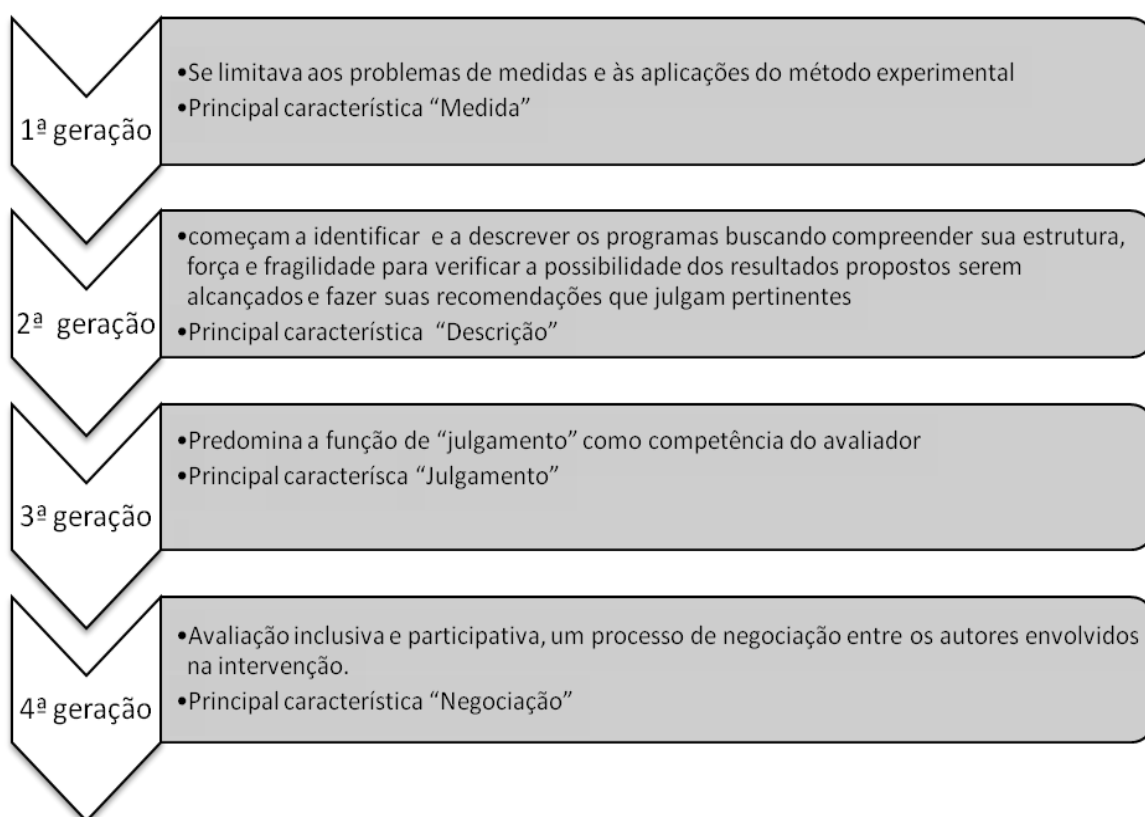 1ª geração
•Se limitava aos problemas de medidas e às aplicações do método experimental
•Principal característica “Medida”
2ª geração
•começam a identificar e a descrever os programas buscando compreender sua estrutura,
força e fragilidade para verificar a possibilidade dos resultados propostos serem
alcançados e fazer suas recomendações que julgam pertinentes
•Principal característica “Descrição”
3ª geração
•Predomina a função de “julgamento” como competência do avaliador
•Principal caracterísca “Julgamento”
4ª geração
•Avaliação inclusiva e participativa, um processo de negociação entre os autores envolvidos
na intervenção.
•Principal característica “Negociação”